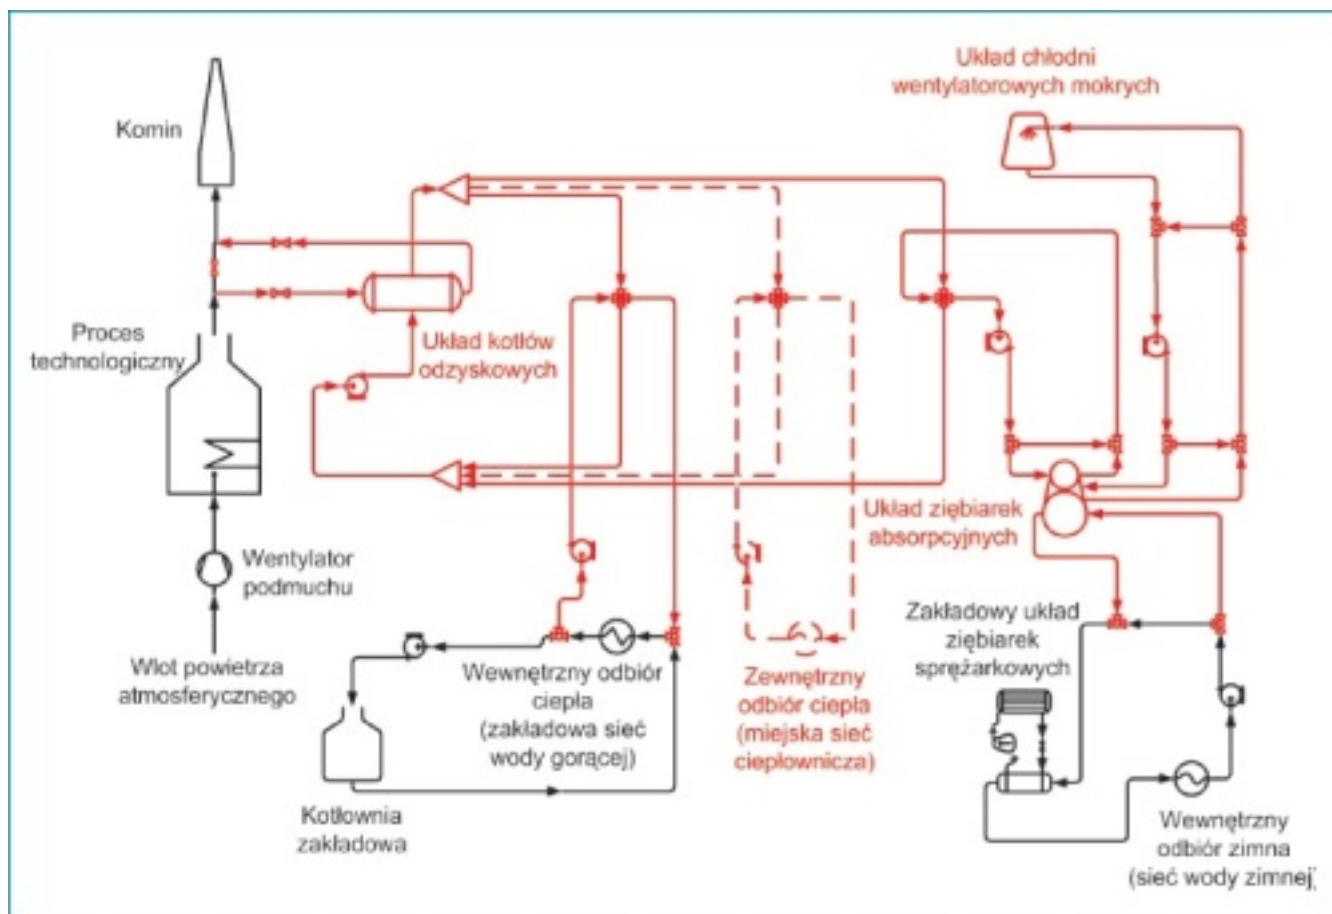 Układ chłodni
wentylatorowych mokrych
Komin
Proces
technologiczny
Układ kotłów
odzyskowych
Układ ziębiarek
absorpcyjnych
Wentylator
podmuchu
Wlot powietrza
atmosferycznego
Wewnętrzny odbiór
ciepła
(zakładowa sieć
wody gorącej)
Zewnętrzny
odbiór ciepła
(miejska sieć
ciepłownicza)
Zakładowy układ
ziębiarek
sprężarkowych
Kotłownia
zakładowa
Wewnętrzny
odbiór zimna
(sieć wody zimnej)